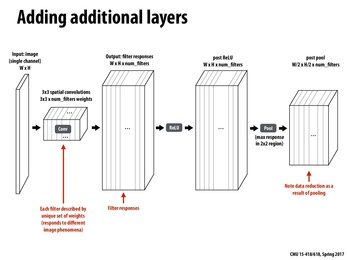 Adding additional layers
Input: image
(single channel)
W x H
3x3 spatial convolutions
3x3 x num_filters weights
Output: filter responses
W x H x num_filters
post ReLU
W x H x num_filters
post pool
W/2 x H/2 x num_filters
...
Conv
...
ReLU
...
Pool
(max response
in 2x2 region)
...
Each filter described by
unique set of weights
(responds to different
image phenomena)
Filter responses
Note data reduction as a
result of pooling
CMU 15-418/618, Spring 2017